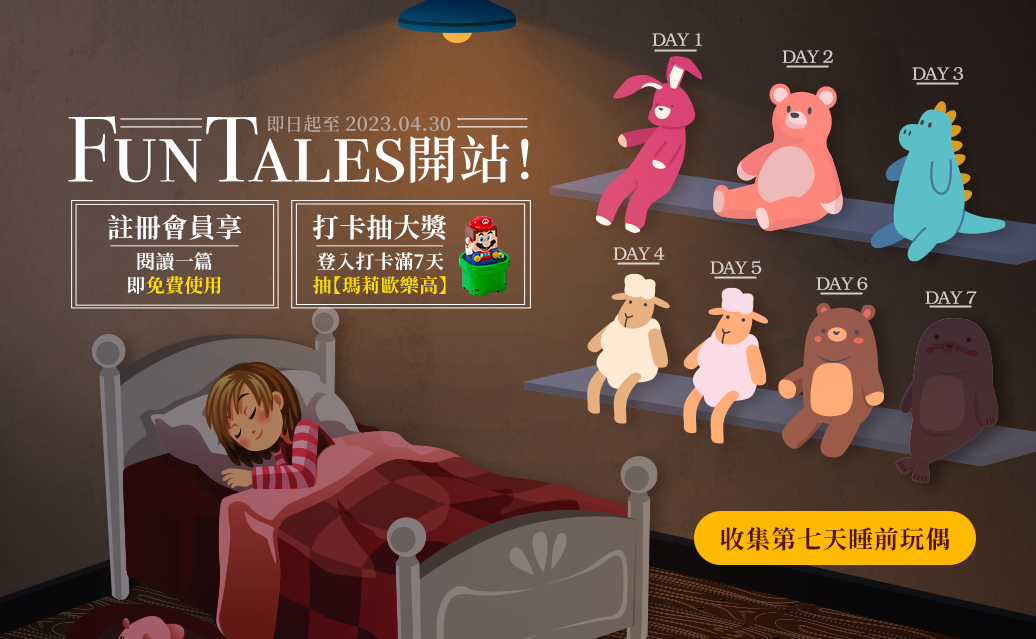 即日起至 2023.04.30
FUNTALES開站！
註冊會員享
閱讀一篇
即免費使用
打卡抽大獎
登入打卡滿7天
抽【瑪莉歐樂高】
DAY 1
DAY 2
DAY 3
DAY 4
DAY 5
DAY 6
DAY 7
收集第七天睡前玩偶